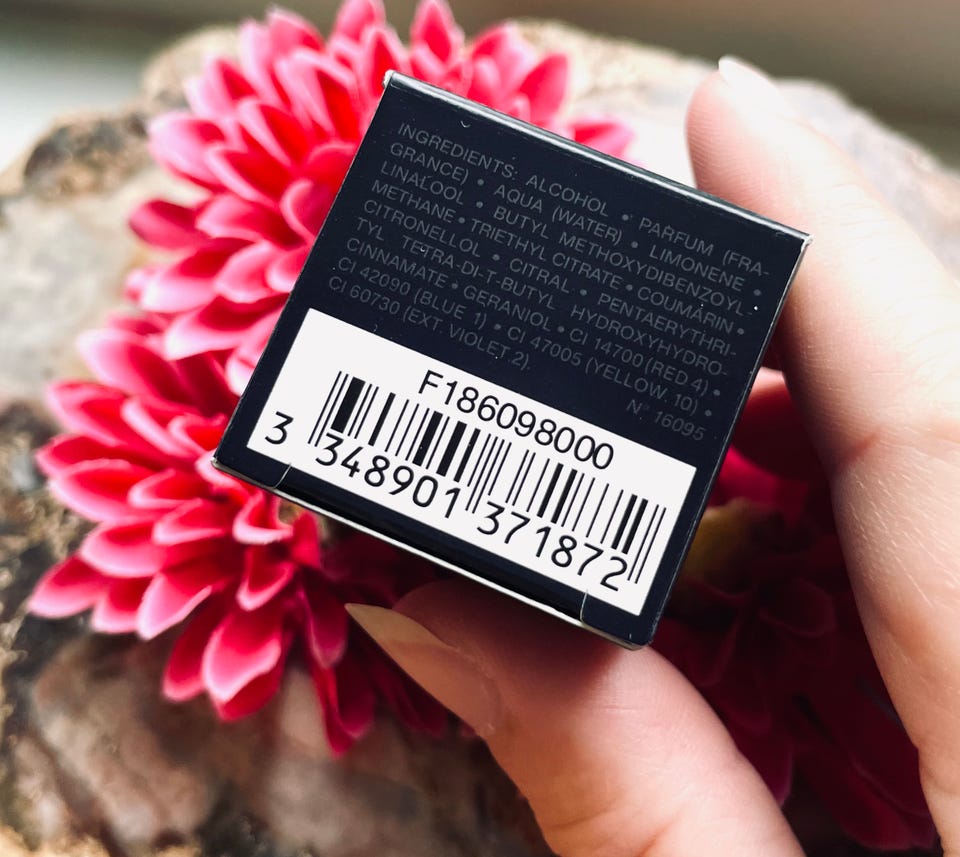 INGREDIENTS: ALCOHOL • PARFUM (FRA-
GRANCE) • AQUA (WATER) • LIMONENE •
LINALOOL • BUTYL METHOXYDIBENZOYL
METHANE • TRIETHYL CITRATE • COUMARIN •
CITRONELLOL • CITRAL • PENTAERYTHRI-
TYL TETRA-DI-T-BUTYL HYDROXYHYDRO-
CINNAMATE • GERANIOL • CI 14700 (RED 4) •
CI 42090 (BLUE 1) • CI 47005 (YELLOW 10) •
CI 60730 (EXT. VIOLET 2).
N° 16095
F186098000
3 348901 371872